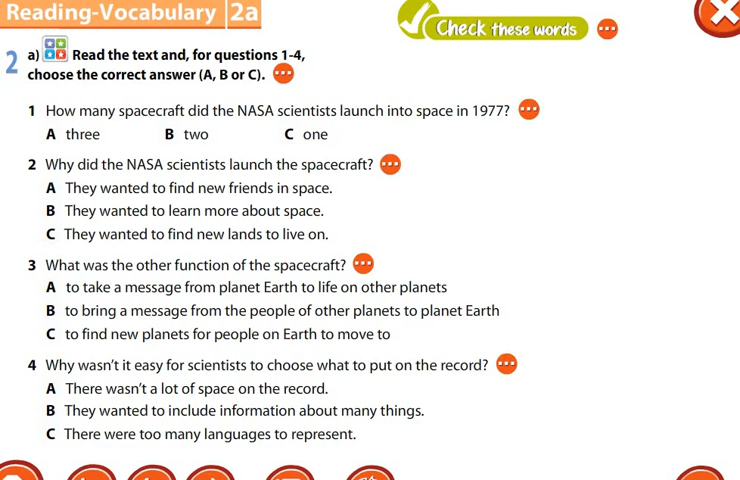 Reading-Vocabulary 2a
Check these words
2 a) Read the text and, for questions 1-4,
choose the correct answer (A, B or C).
1 How many spacecraft did the NASA scientists launch into space in 1977?
A three B two C one
2 Why did the NASA scientists launch the spacecraft?
A They wanted to find new friends in space.
B They wanted to learn more about space.
C They wanted to find new lands to live on.
3 What was the other function of the spacecraft?
A to take a message from planet Earth to life on other planets
B to bring a message from the people of other planets to planet Earth
C to find new planets for people on Earth to move to
4 Why wasn't it easy for scientists to choose what to put on the record?
A There wasn't a lot of space on the record.
B They wanted to include information about many things.
C There were too many languages to represent.